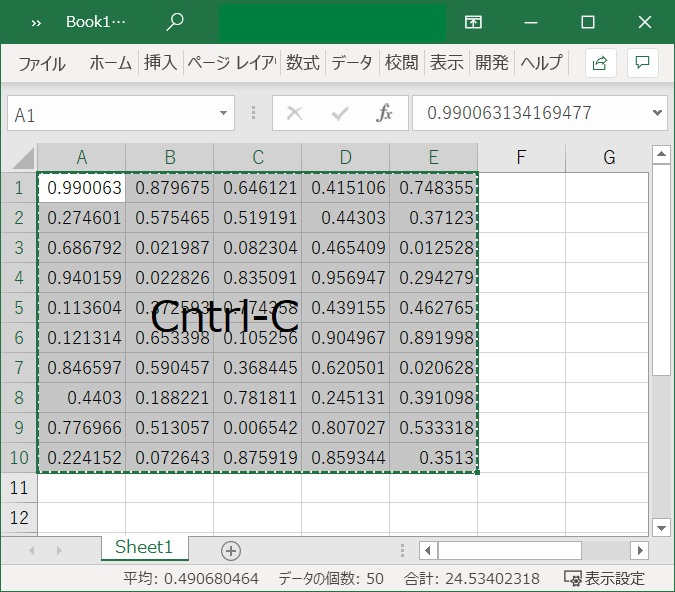 Book1…
ファイル ホーム 挿入 ページ レイア 数式 データ 校閲 表示 開発 ヘルプ
A1 fx 0.990063134169477
A B C D E F G
1 0.990063 0.879675 0.646121 0.415106 0.748355
2 0.274601 0.575465 0.519191 0.44303 0.37123
3 0.686792 0.021987 0.082304 0.465409 0.012528
4 0.940159 0.022826 0.835091 0.956947 0.294279
5 0.113604 0.372593 0.774358 0.439155 0.462765
Cntrl-C
6 0.121314 0.653398 0.105256 0.904967 0.891998
7 0.846597 0.590457 0.368445 0.620501 0.020628
8 0.4403 0.188221 0.781811 0.245131 0.391098
9 0.776966 0.513057 0.006542 0.807027 0.533318
10 0.224152 0.072643 0.875919 0.859344 0.3513
11
12
Sheet1
平均: 0.490680464 データの個数: 50 合計: 24.53402318 表示設定